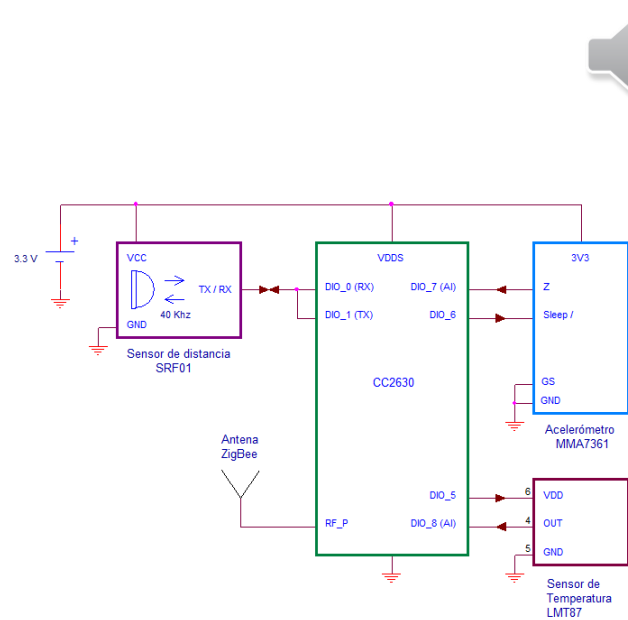 3.3 V
+
VCC
TX / RX
40 Khz
GND
Sensor de distancia
SRF01
VDDS
DIO_0 (RX)
DIO_7 (AI)
DIO_1 (TX)
DIO_6
CC2630
DIO_5
RF_P
DIO_8 (AI)
Antena
ZigBee
3V3
Z
Sleep /
GS
GND
Acelerómetro
MMA7361
6
VDD
4
OUT
5
GND
Sensor de
Temperatura
LMT87